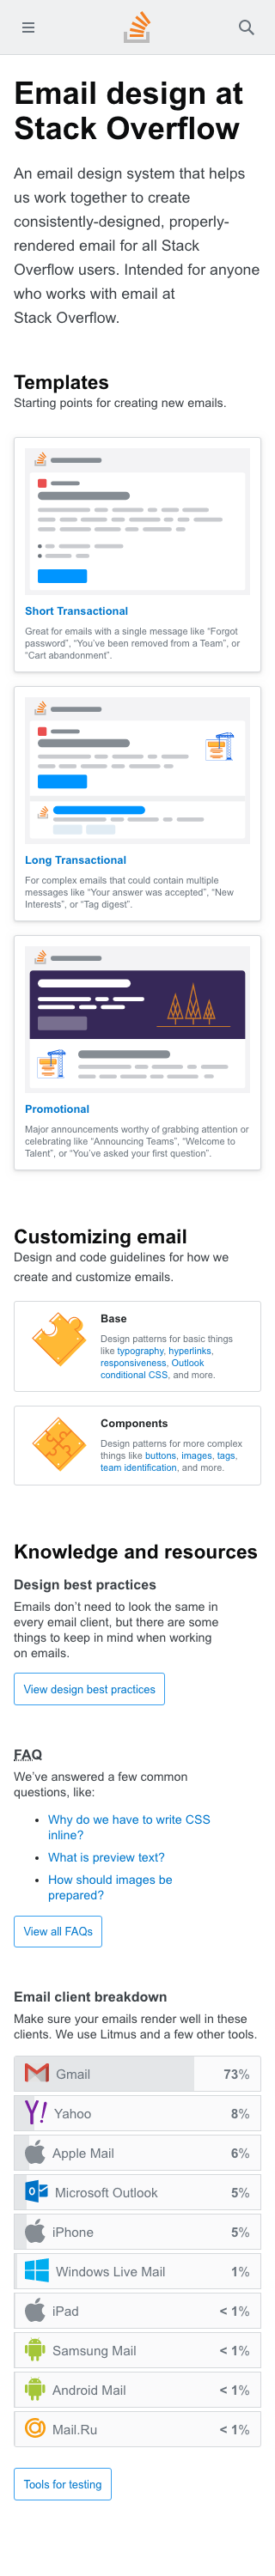 Email design at
Stack Overflow
An email design system that helps
us work together to create
consistently-designed, properly-
rendered email for all Stack
Overflow users. Intended for anyone
who works with email at
Stack Overflow.
Templates
Starting points for creating new emails.
Short Transactional
Great for emails with a single message like “Forgot
password”, “You’ve been removed from a Team”, or
“Cart abandonment”.
Long Transactional
For complex emails that could contain multiple
messages like “Your answer was accepted”, “New
Interests”, or “Tag digest”.
Promotional
Major announcements worthy of grabbing attention or
celebrating like “Announcing Teams”, “Welcome to
Talent”, or “You’ve asked your first question”.
Customizing email
Design and code guidelines for how we
create and customize emails.
Base
Design patterns for basic things
like typography, hyperlinks,
responsiveness, Outlook
conditional CSS, and more.
Components
Design patterns for more complex
things like buttons, images, tags,
team identification, and more.
Knowledge and resources
Design best practices
Emails don’t need to look the same in
every email client, but there are some
things to keep in mind when working
on emails.
View design best practices
FAQ
We’ve answered a few common
questions, like:
• Why do we have to write CSS
inline?
• What is preview text?
• How should images be
prepared?
View all FAQs
Email client breakdown
Make sure your emails render well in these
clients. We use Litmus and a few other tools.
Gmail 73%
Yahoo 8%
Apple Mail 6%
Microsoft Outlook 5%
iPhone 5%
Windows Live Mail 1%
iPad < 1%
Samsung Mail < 1%
Android Mail < 1%
Mail.Ru < 1%
Tools for testing